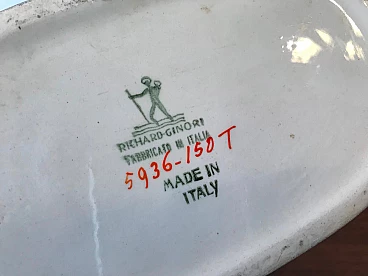 RICHARD-GINORI
FABBRICATO IN ITALIA
5936-150 T
MADE IN
ITALY